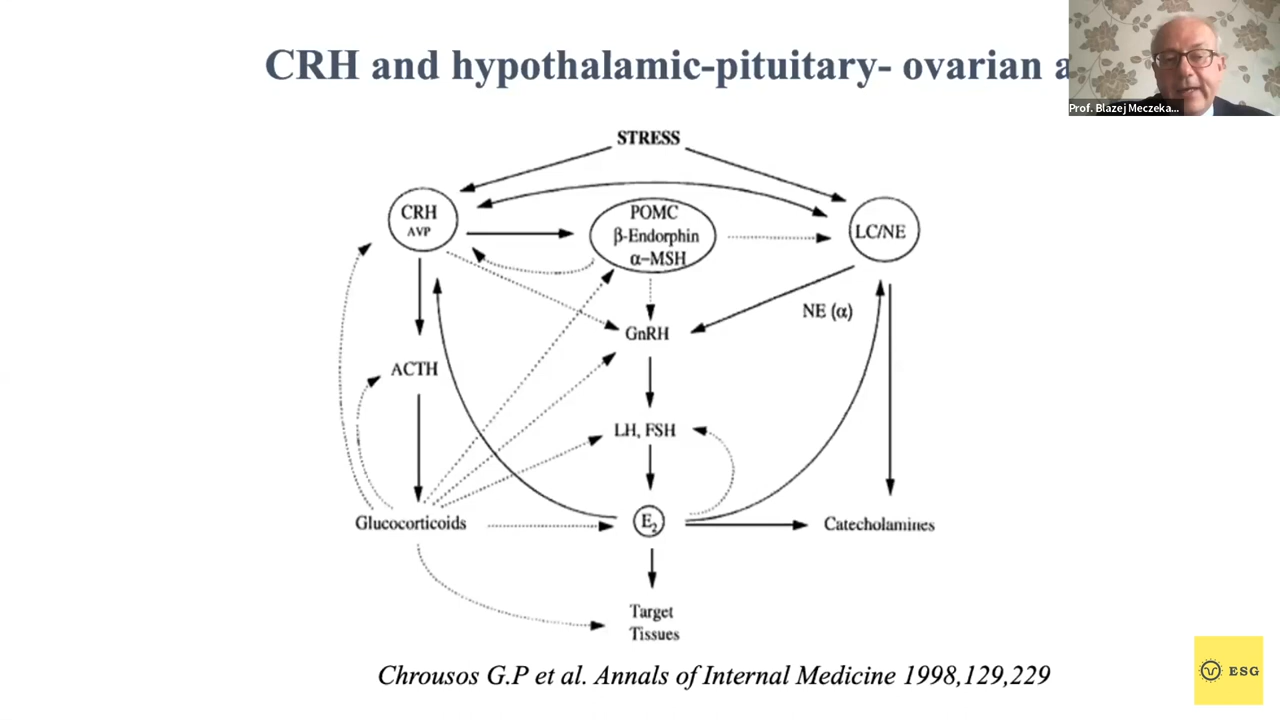 CRH and hypothalamic-pituitary- ovarian a
Prof. Blazej Meczeka...
STRESS
CRH
AVP
POMC
β-Endorphin
α-MSH
LC/NE
NE (α)
GnRH
ACTH
LH, FSH
Glucocorticoids
E2
Catecholamines
Target
Tissues
Chrousos G.P et al. Annals of Internal Medicine 1998,129,229
ESG